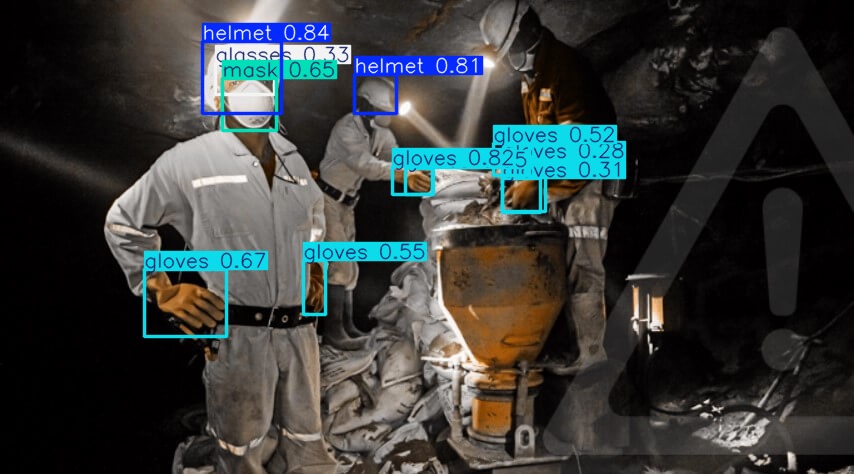 helmet 0.84
glasses 0.33
mask 0.65
helmet 0.81
gloves 0.52
gloves 0.28
gloves 0.825
gloves 0.31
gloves 0.67
gloves 0.55